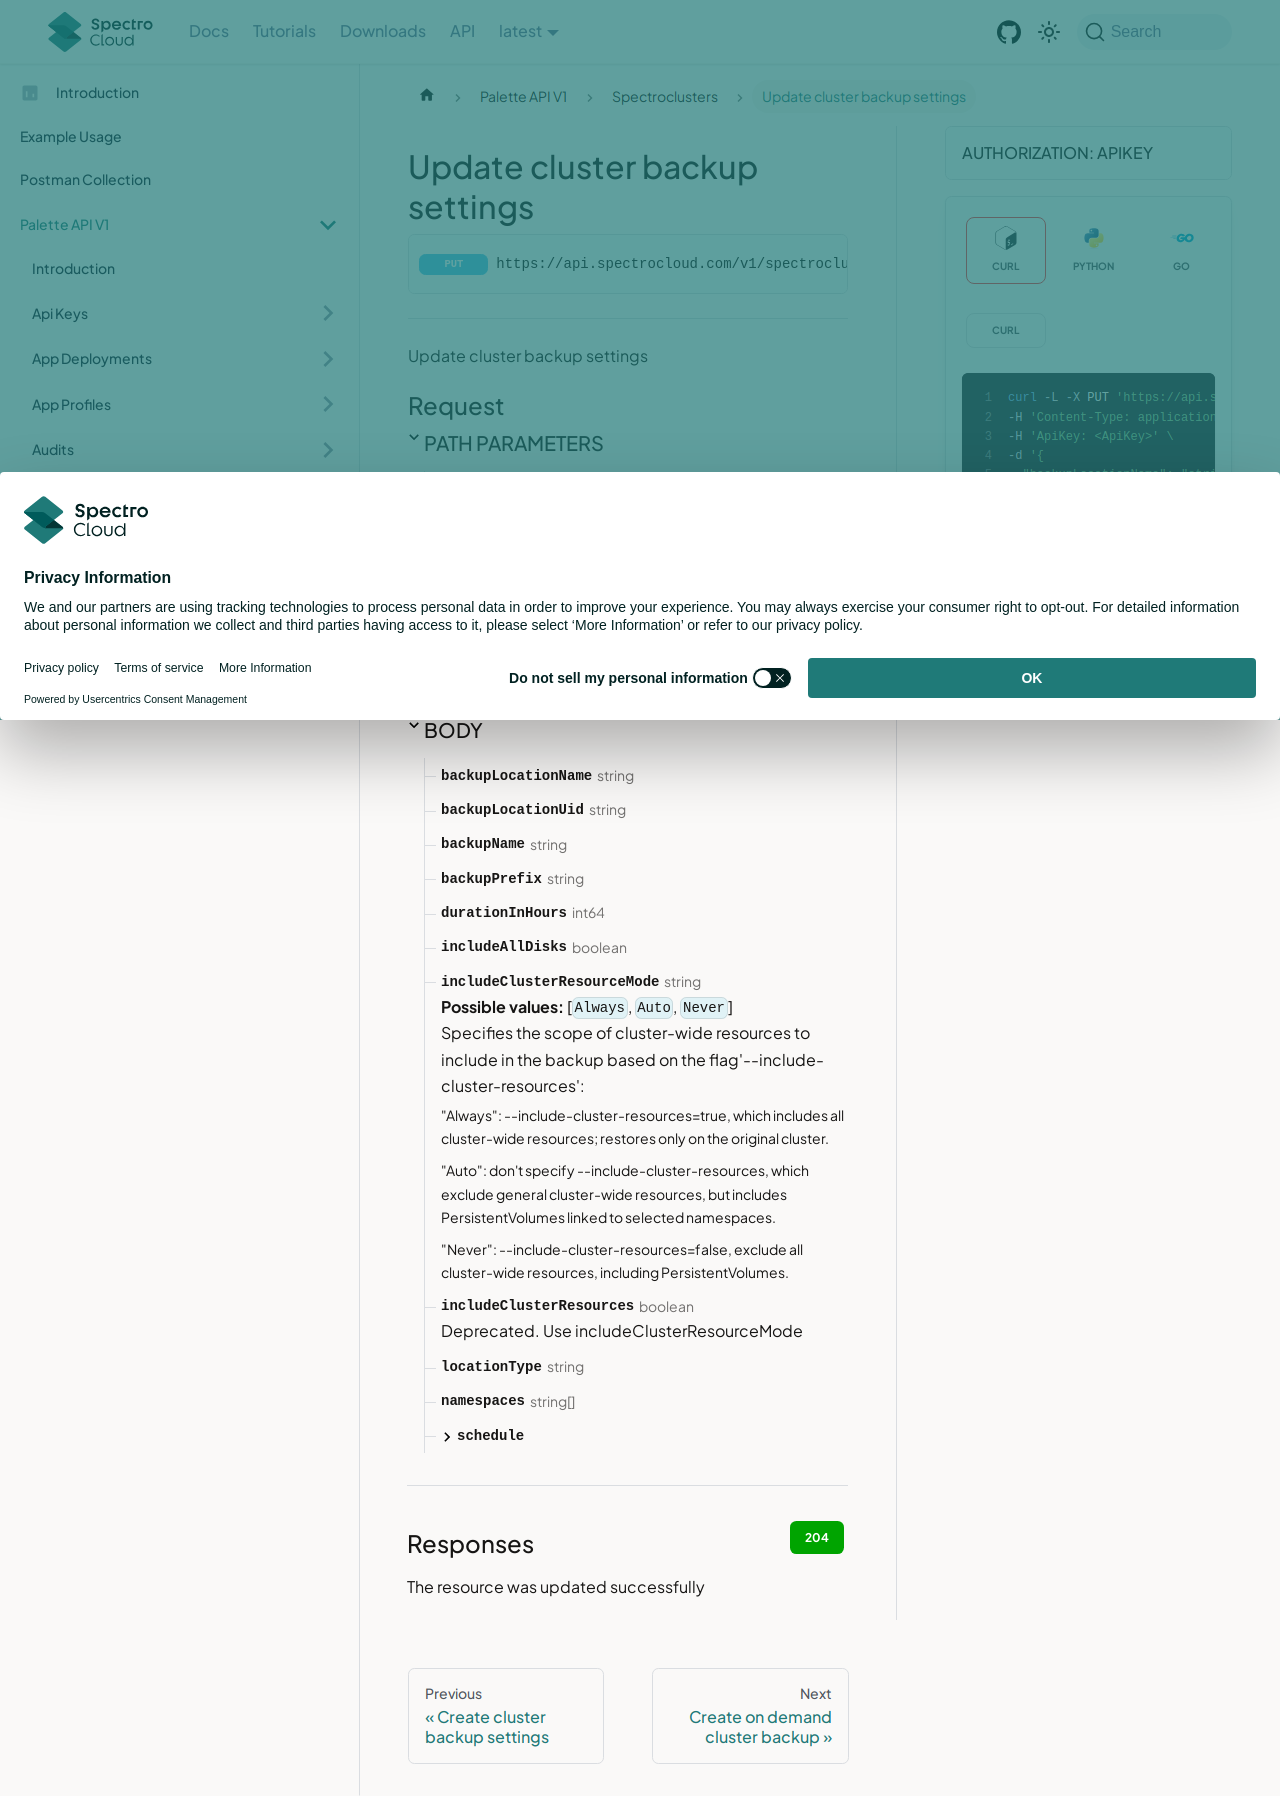 Spectro Cloud
Docs
Tutorials
Downloads
API
latest
Search
Introduction
Example Usage
Postman Collection
Palette API V1
Introduction
Api Keys
App Deployments
App Profiles
Audits
Palette API V1
Spectroclusters
Update cluster backup settings
Update cluster backup
settings
PUT https://api.spectrocloud.com/v1/spectroclu
Update cluster backup settings
Request
PATH PARAMETERS
AUTHORIZATION: APIKEY
CURL
PYTHON
GO
CURL
1 curl -L -X PUT 'https://api.s
2 -H 'Content-Type: application
3 -H 'ApiKey: <ApiKey>' \
4 -d '{
Spectro
Cloud
Privacy Information
We and our partners are using tracking technologies to process personal data in order to improve your experience. You may always exercise your consumer right to opt-out. For detailed information
about personal information we collect and third parties having access to it, please select ‘More Information’ or refer to our privacy policy.
Privacy policy
Terms of service
More Information
Do not sell my personal information
OK
Powered by Usercentrics Consent Management
BODY
backupLocationName string
backupLocationUid string
backupName string
backupPrefix string
durationInHours int64
includeAllDisks boolean
includeClusterResourceMode string
Possible values: [Always, Auto, Never]
Specifies the scope of cluster-wide resources to
include in the backup based on the flag'--include-
cluster-resources':
"Always": --include-cluster-resources=true, which includes all
cluster-wide resources; restores only on the original cluster.
"Auto": don't specify --include-cluster-resources, which
exclude general cluster-wide resources, but includes
PersistentVolumes linked to selected namespaces.
"Never": --include-cluster-resources=false, exclude all
cluster-wide resources, including PersistentVolumes.
includeClusterResources boolean
Deprecated. Use includeClusterResourceMode
locationType string
namespaces string[]
schedule
Responses
204
The resource was updated successfully
Previous
« Create cluster
backup settings
Next
Create on demand
cluster backup »